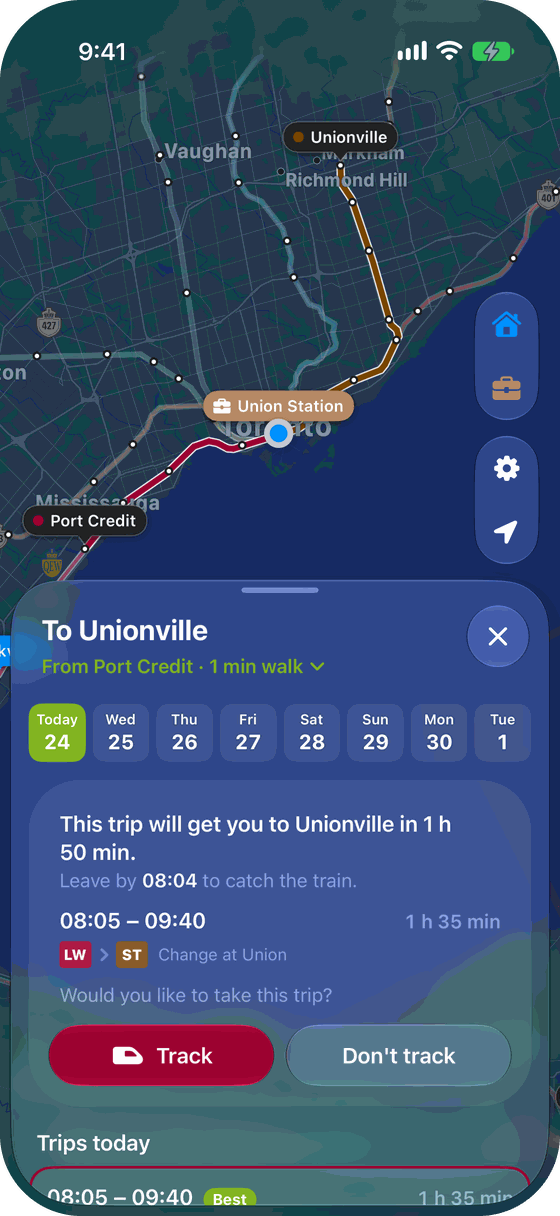 9:41
Unionville
Vaughan
Markham
Richmond Hill
401
427
Union Station
Toronto
Mississauga
Port Credit
QEW
To Unionville
From Port Credit · 1 min walk
Today Wed Thu Fri Sat Sun Mon Tue
24 25 26 27 28 29 30 1
This trip will get you to Unionville in 1 h
50 min.
Leave by 08:04 to catch the train.
08:05 – 09:40 1 h 35 min
LW ST Change at Union
Would you like to take this trip?
Track Don't track
Trips today
08:05 – 09:40 Best 1 h 35 min